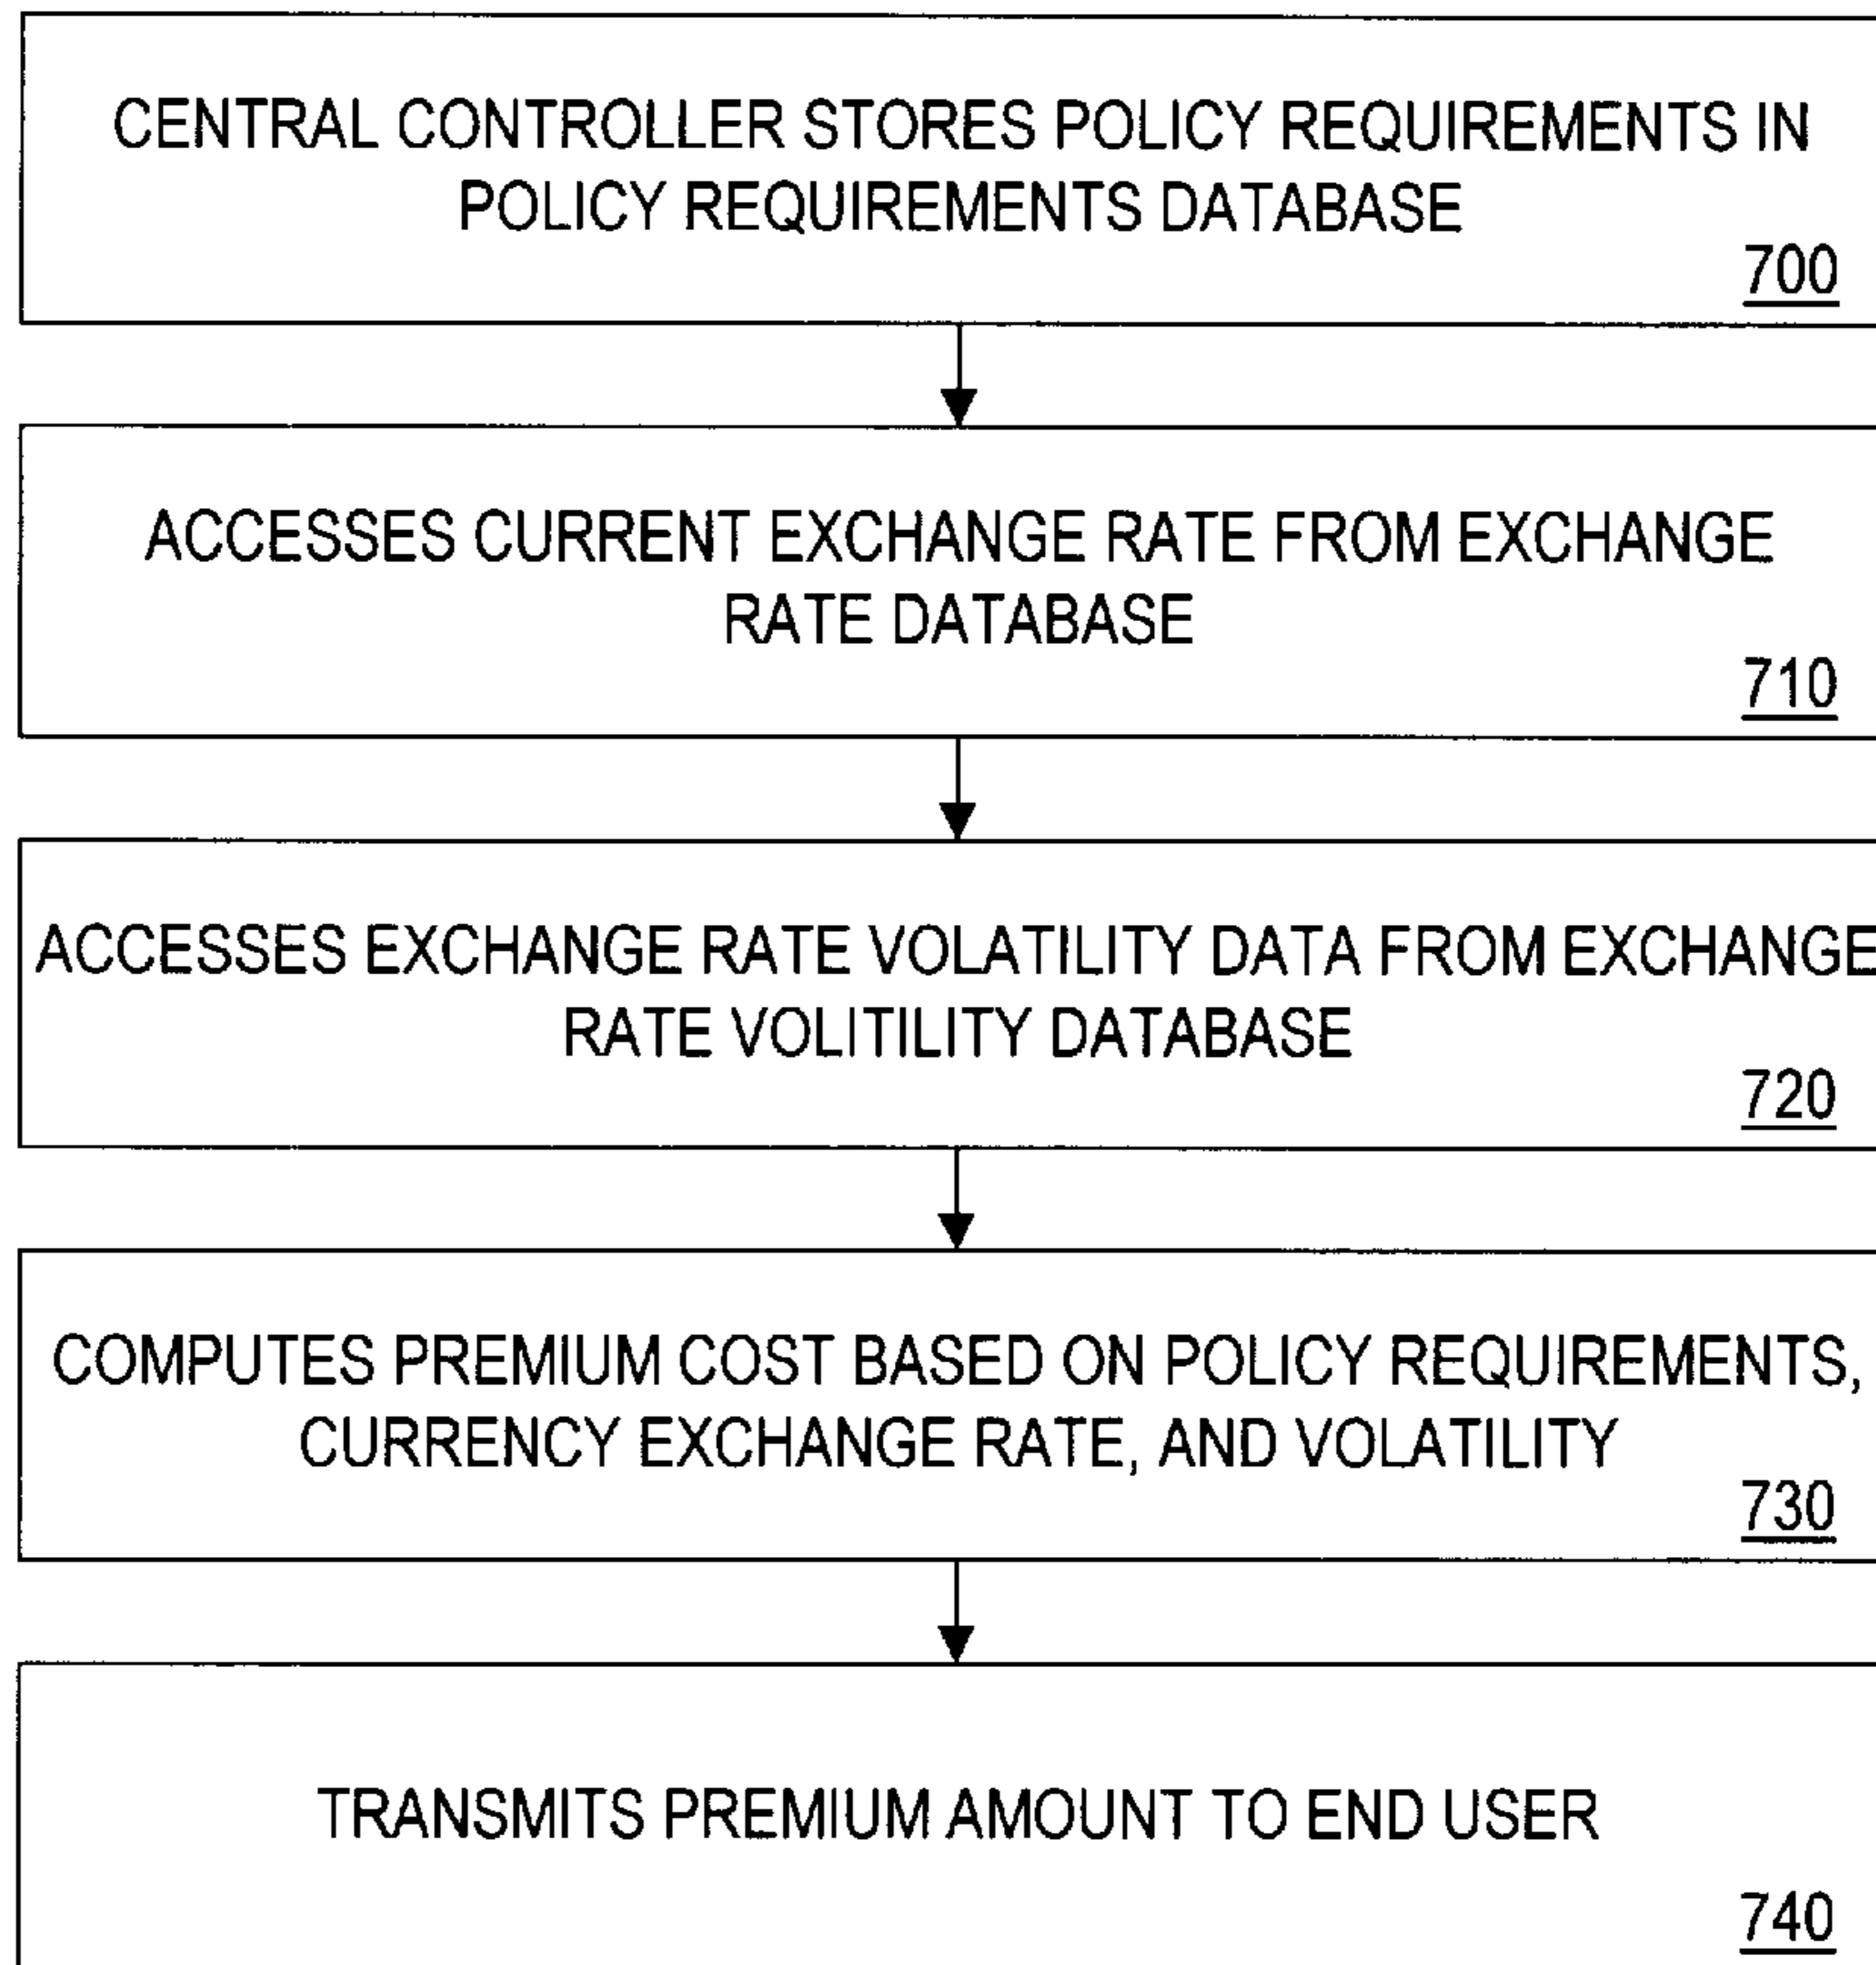 CENTRAL CONTROLLER STORES POLICY REQUIREMENTS IN
POLICY REQUIREMENTS DATABASE
700
ACCESSES CURRENT EXCHANGE RATE FROM EXCHANGE
RATE DATABASE
710
ACCESSES EXCHANGE RATE VOLATILITY DATA FROM EXCHANGE
RATE VOLITILITY DATABASE
720
COMPUTES PREMIUM COST BASED ON POLICY REQUIREMENTS,
CURRENCY EXCHANGE RATE, AND VOLATILITY
730
TRANSMITS PREMIUM AMOUNT TO END USER
740